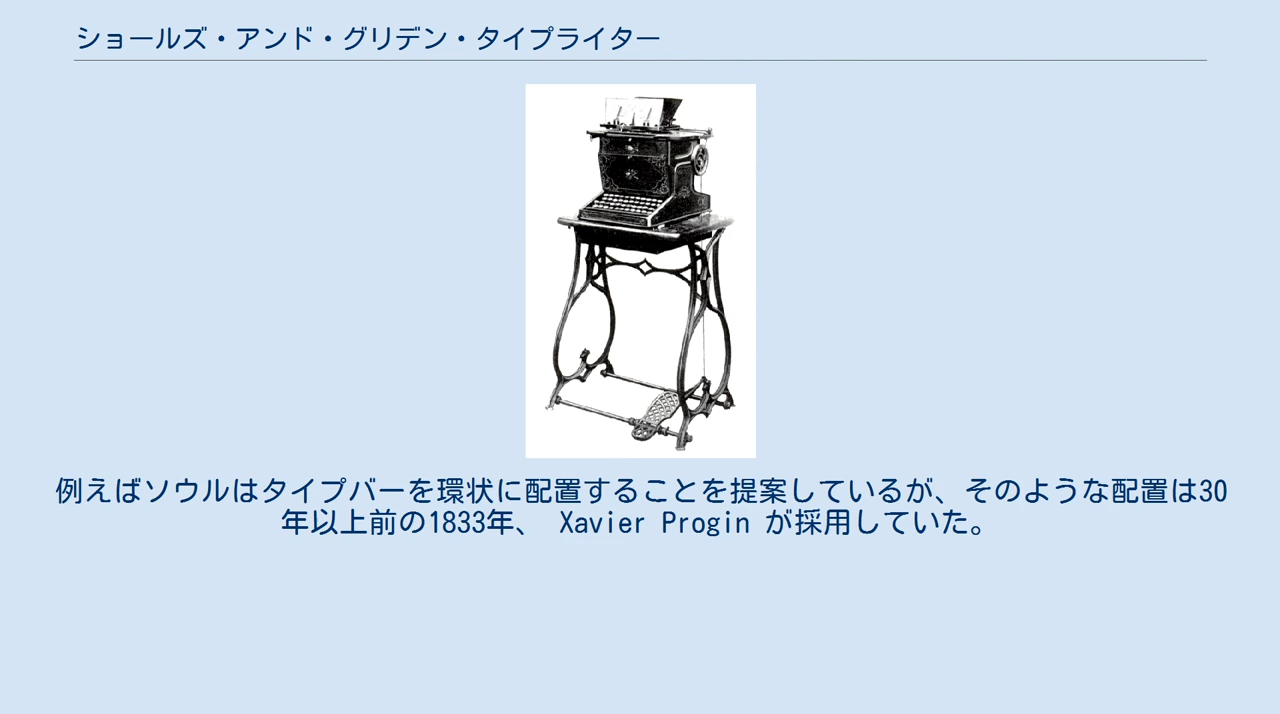 ショールズ・アンド・グリデン・タイプライター
例えばソウルはタイプバーを環状に配置することを提案しているが、そのような配置は30
年以上前の1833年、 Xavier Progin が採用していた。